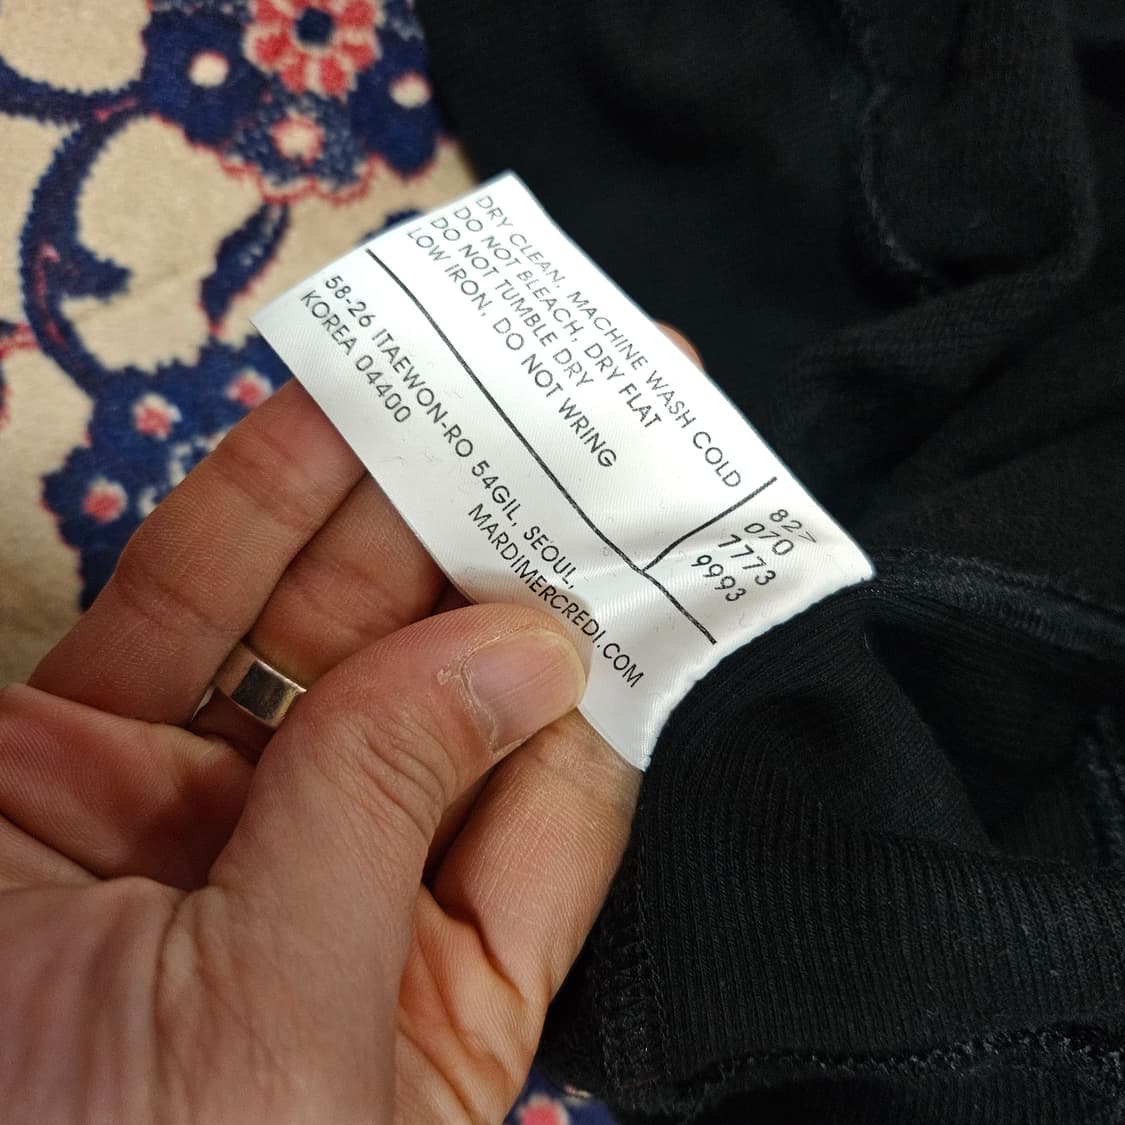 DRY CLEAN, MACHINE WASH COLD
DO NOT BLEACH, DRY FLAT
DO NOT TUMBLE DRY
LOW IRON, DO NOT WRING
827
070
7773
9993
58-26 ITAEWON-RO 54GIL, SEOUL,
KOREA 04400
MARDIMERCREDI.COM